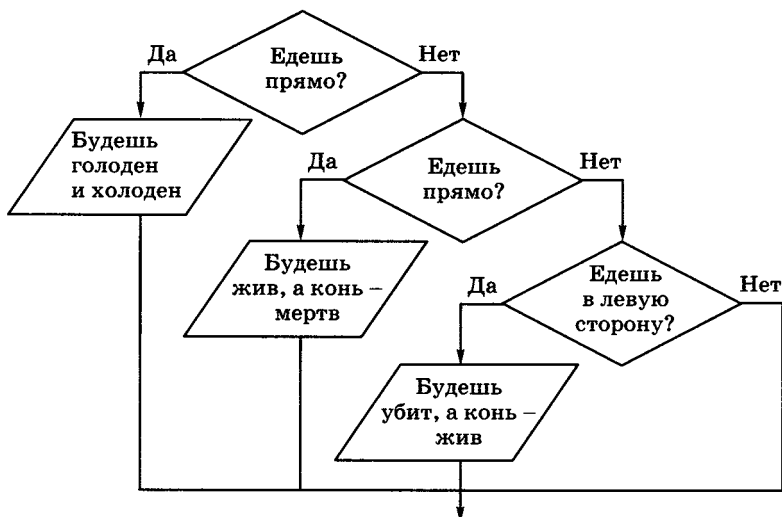 Да
Едешь
прямо?
Нет
Будешь
голоден
и холоден
Да
Едешь
прямо?
Нет
Будешь
жив, а конь –
мертв
Да
Едешь
в левую
сторону?
Нет
Будешь
убит, а конь –
жив